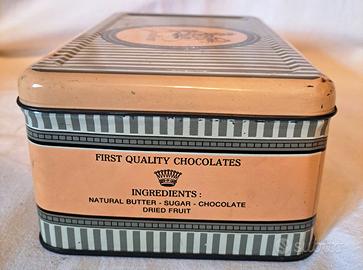 FIRST QUALITY CHOCOLATES
INGREDIENTS :
NATURAL BUTTER - SUGAR - CHOCOLATE
DRIED FRUIT